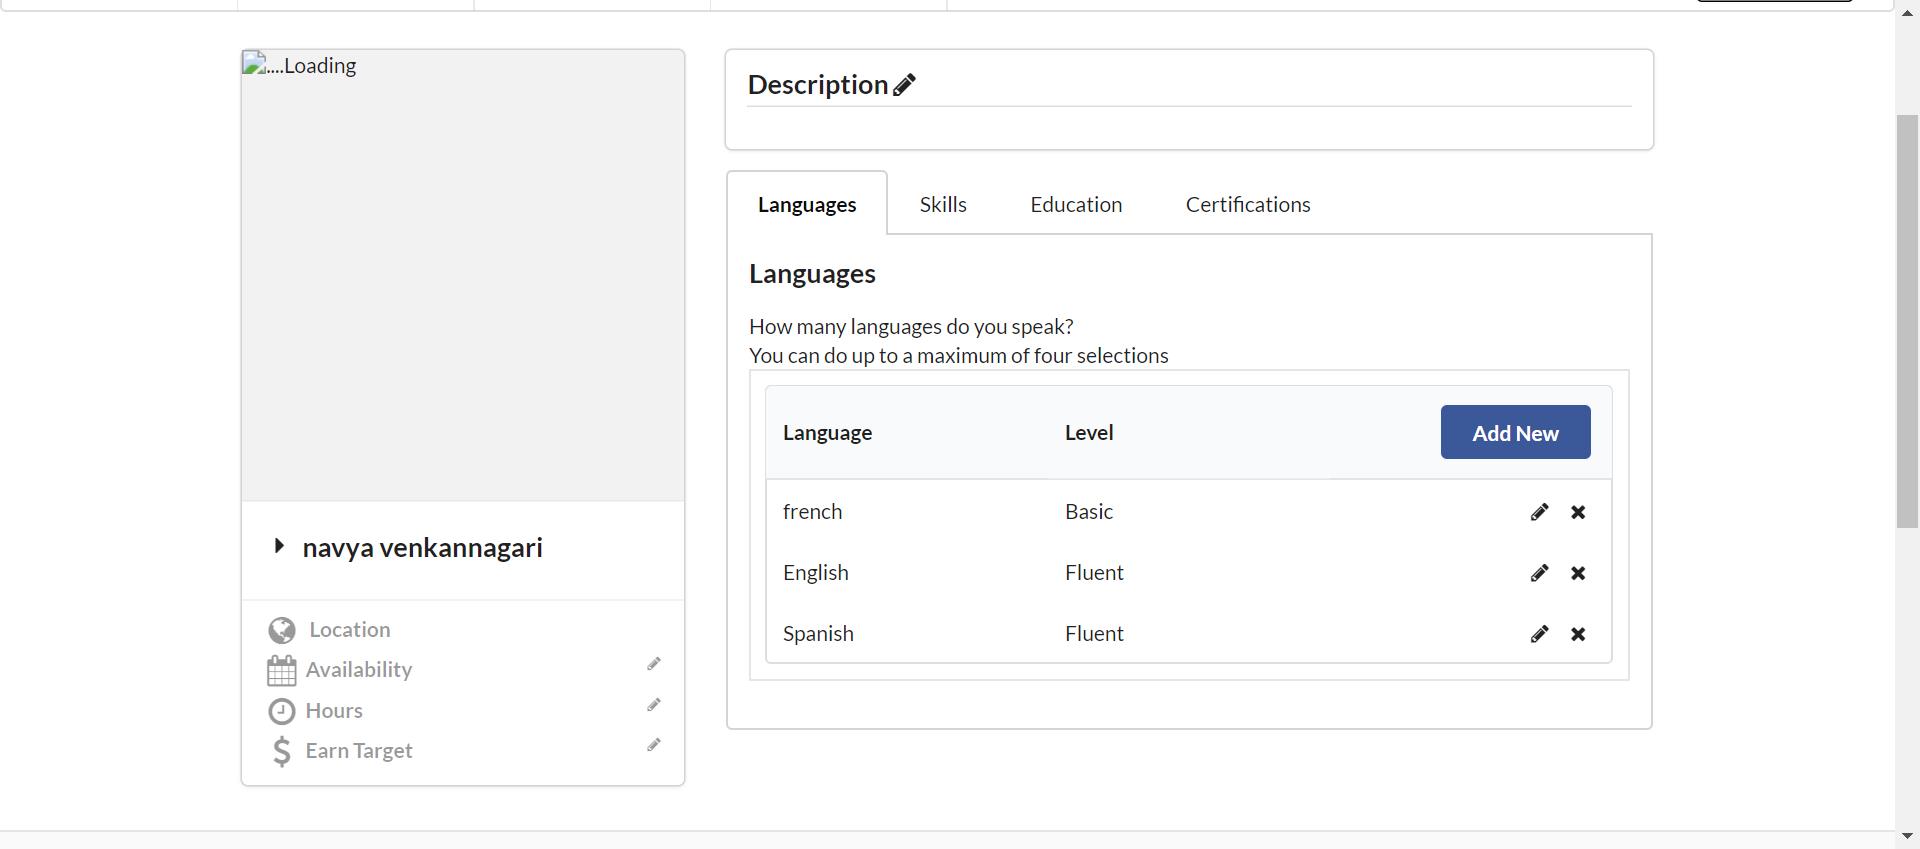 ....Loading
navya venkannagari
Location
Availability
Hours
Earn Target
Description
Languages Skills Education Certifications
Languages
How many languages do you speak?
You can do up to a maximum of four selections
Language Level Add New
french Basic
English Fluent
Spanish Fluent